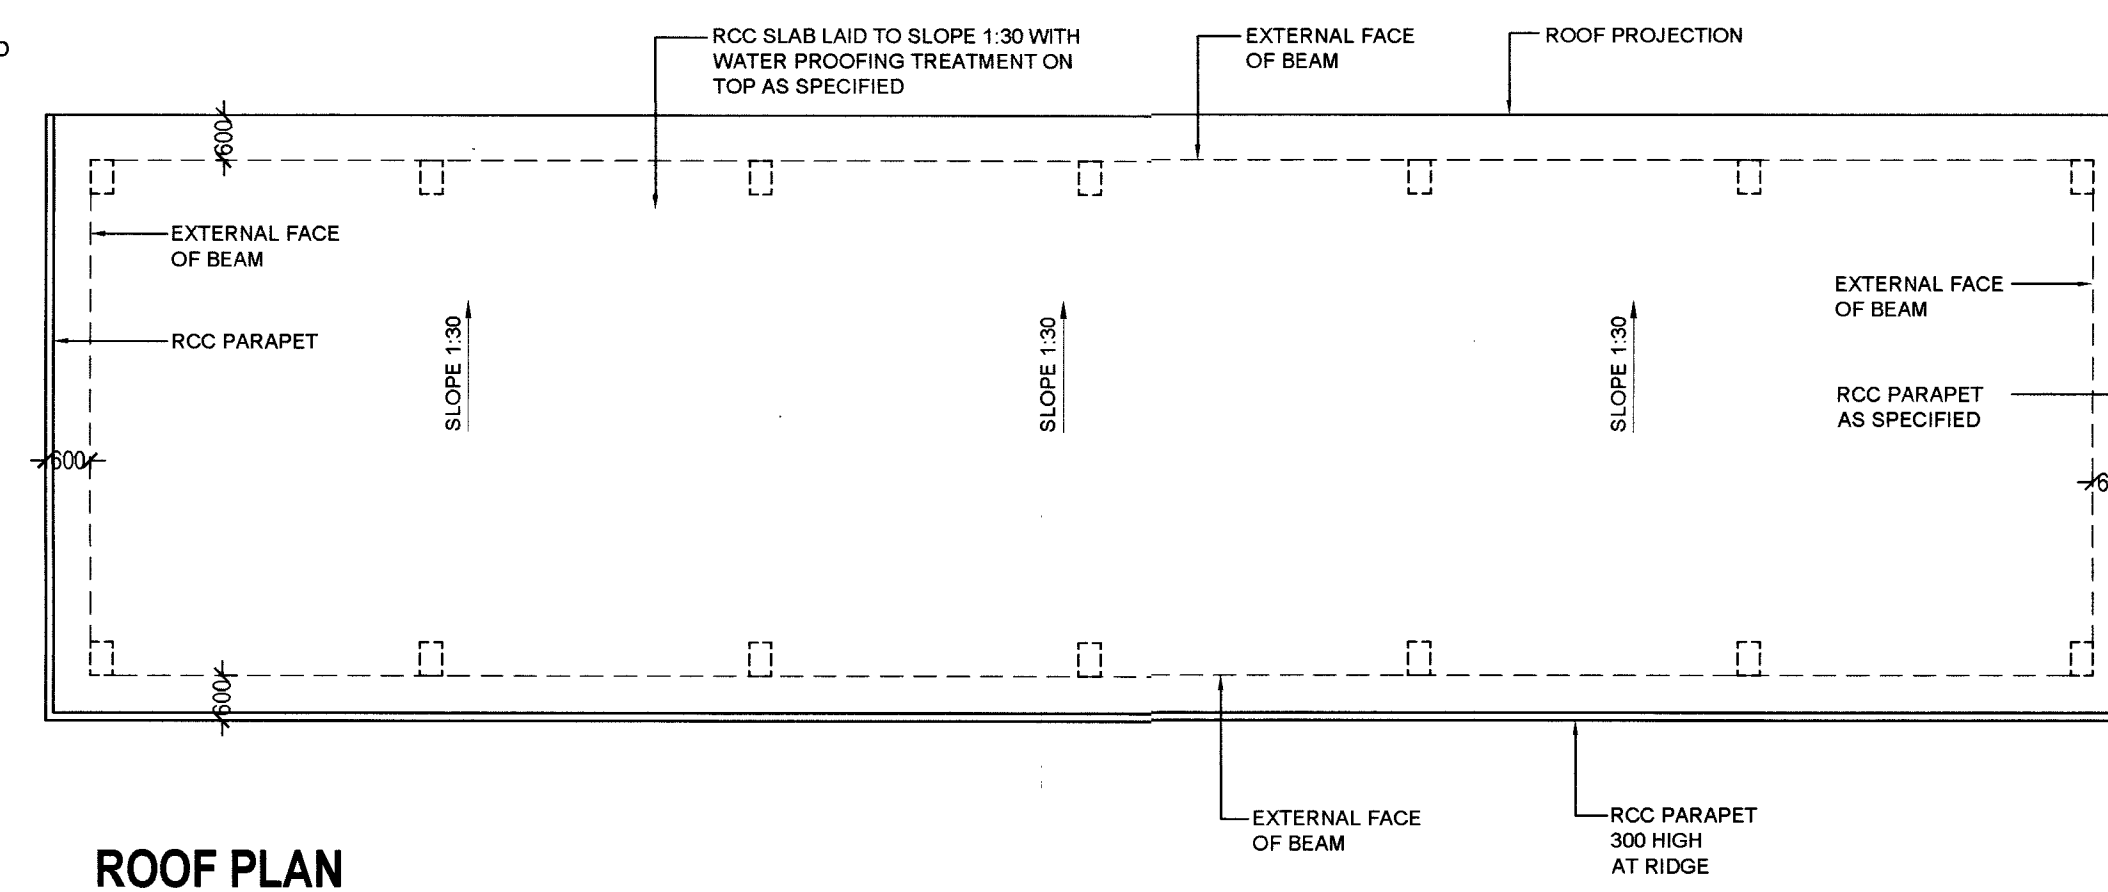 RCC SLAB LAID TO SLOPE 1:30 WITH
WATER PROOFING TREATMENT ON
TOP AS SPECIFIED
EXTERNAL FACE
OF BEAM
ROOF PROJECTION
600
EXTERNAL FACE
OF BEAM
RCC PARAPET
SLOPE 1:30
SLOPE 1:30
SLOPE 1:30
EXTERNAL FACE
OF BEAM
RCC PARAPET
AS SPECIFIED
600
600
EXTERNAL FACE
OF BEAM
RCC PARAPET
300 HIGH
AT RIDGE
ROOF PLAN